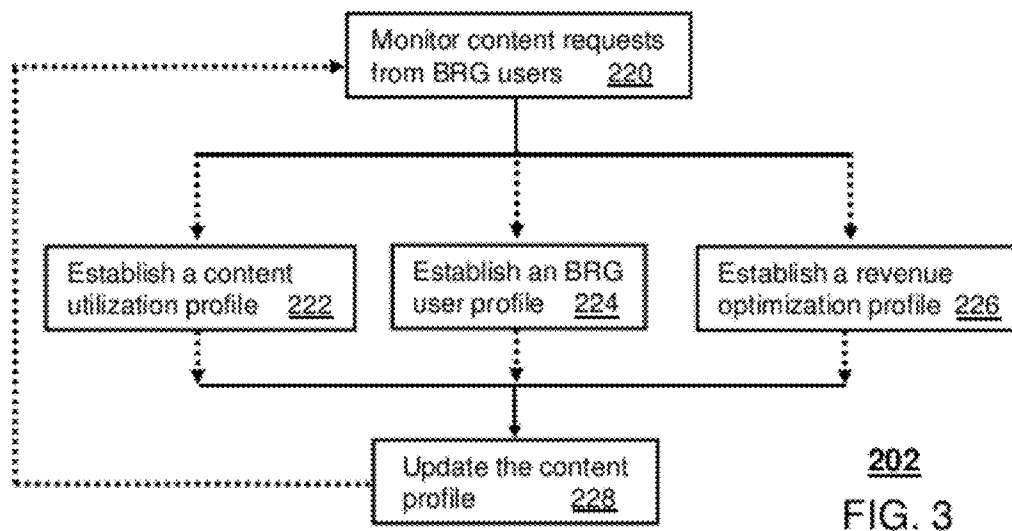 Monitor content requests
from BRG users 220
Establish a content
utilization profile 222
Establish an BRG
user profile 224
Establish a revenue
optimization profile 226
Update the content
profile 228
202
FIG. 3